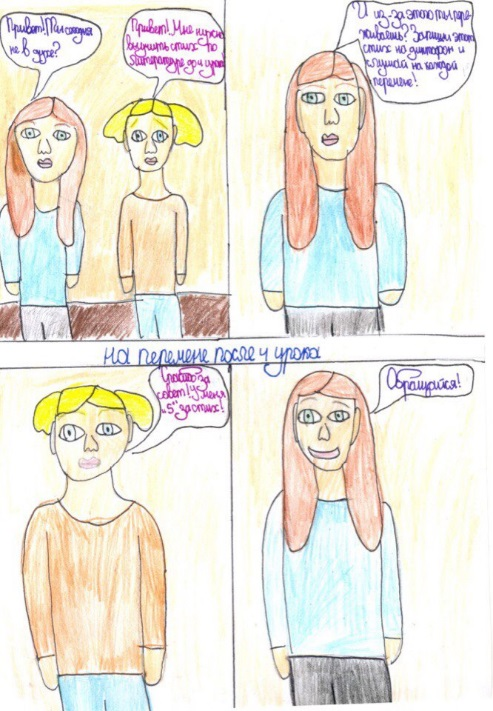 Привет! Ты сегодня
не в духе?
Привет! Мне нужно
выучить стих по
литературе до 4 урока
И из-за этого ты пере-
живаешь? Запиши этот
стих на диктофон и
слушай на каждой
перемене!
На перемене после 4 урока
Спасибо за
совет! У меня
"5" за стих!
Обращайся!